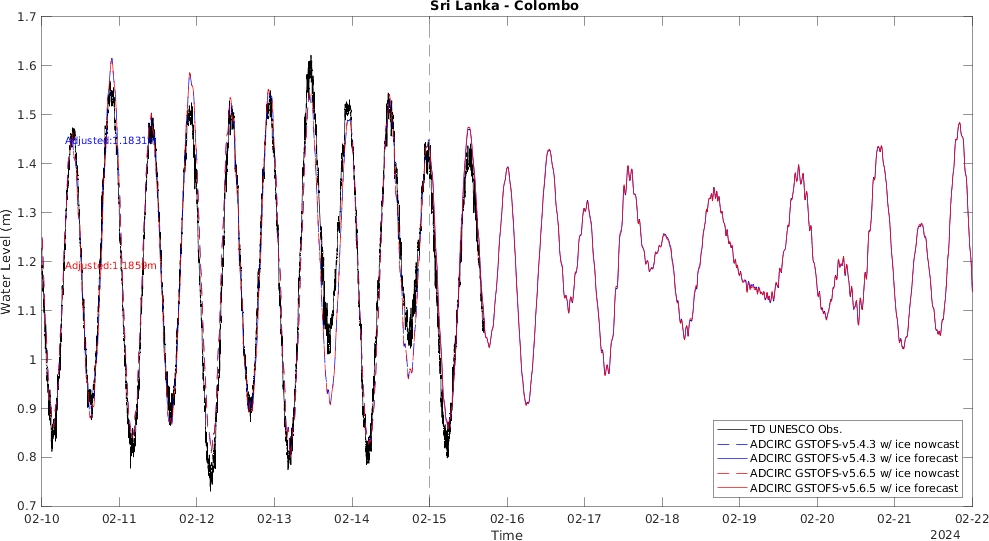 Sri Lanka - Colombo
1.7
1.6
1.5
1.4
1.3
1.2
1.1
1
0.9
0.8
0.7
Water Level (m)
Adjusted:1.1831m
Adjusted:1.1859m
TD UNESCO Obs.
ADCIRC GSTOFS-v5.4.3 w/ ice nowcast
ADCIRC GSTOFS-v5.4.3 w/ ice forecast
ADCIRC GSTOFS-v5.6.5 w/ ice nowcast
ADCIRC GSTOFS-v5.6.5 w/ ice forecast
02-10 02-11 02-12 02-13 02-14 02-15 02-16 02-17 02-18 02-19 02-20 02-21 02-22
Time 2024